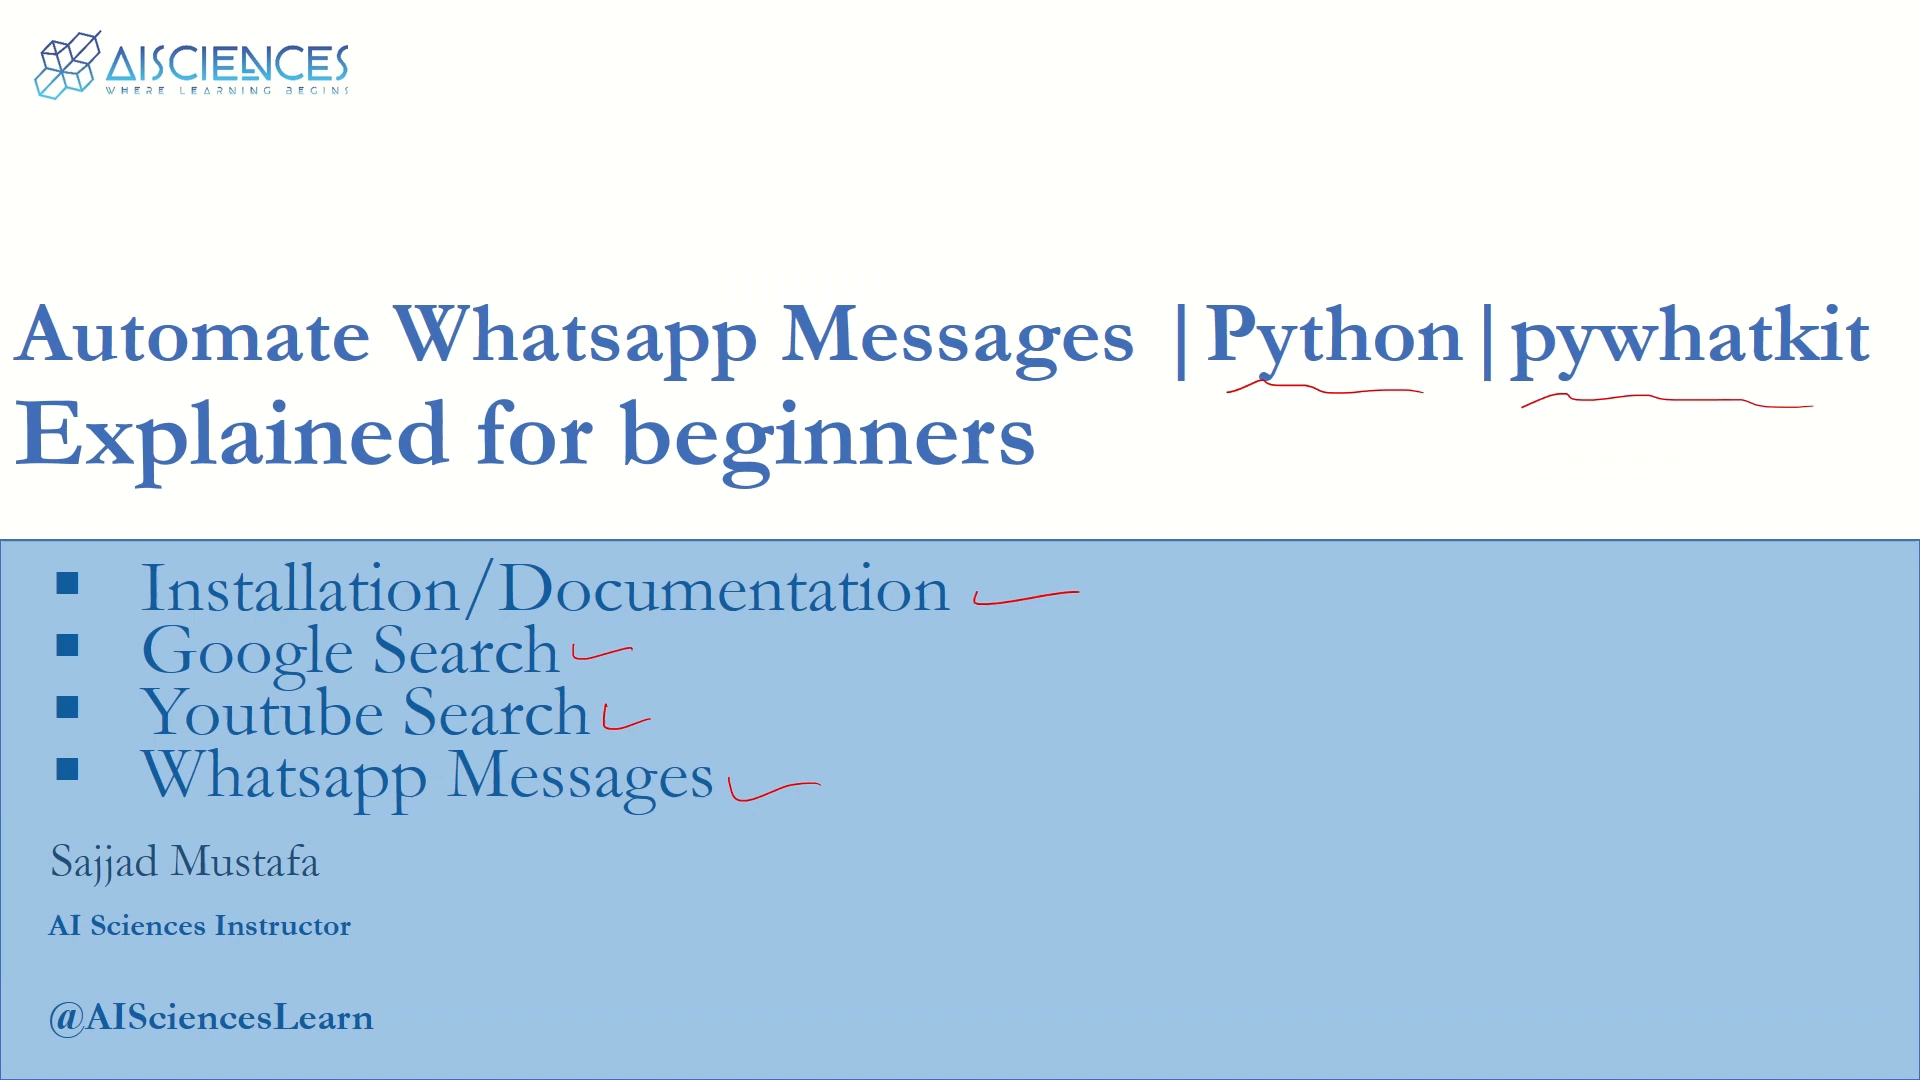 AISCIENCES
WHERE LEARNING BEGINS
Automate Whatsapp Messages |Python|pywhatkit
Explained for beginners
▪ Installation/Documentation
▪ Google Search
▪ Youtube Search
▪ Whatsapp Messages
Sajjad Mustafa
AI Sciences Instructor
@AISciencesLearn